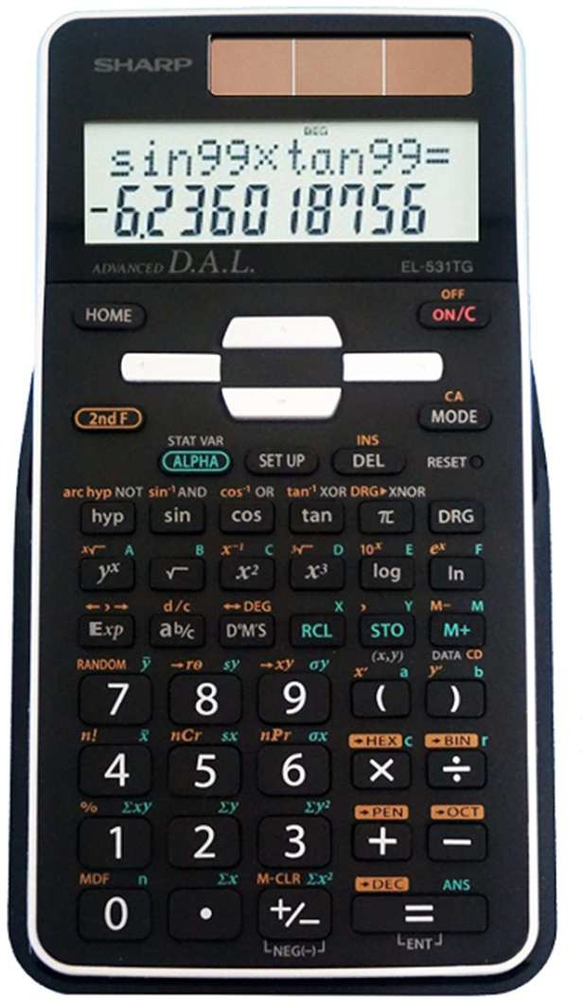 SHARP
DEG
sin99×tan99=
-6.236018756
ADVANCED D.A.L.
EL-531TG
OFF
HOME ON/C
CA
2ndF MODE
STAT VAR INS
ALPHA SET UP DEL RESET
arc hyp NOT sin⁻¹ AND cos⁻¹ OR tan⁻¹ XOR DRG▶XNOR
hyp sin cos tan π DRG
ˣ√ A B x⁻¹ C ³√ D 10ˣ E eˣ F
yˣ √ x² x³ log ln
←,→ d/c ↔DEG X , Y M− M
Exp ab/c D°M'S RCL STO M+
RANDOM ȳ →rθ sy →xy σy (x,y) DATA CD
x' a y' b
7 8 9 ( )
n! x̄ nCr sx nPr σx →HEX c →BIN r
4 5 6 × ÷
% Σxy Σy Σy² →PEN →OCT
1 2 3 + −
MDF n Σx M-CLR Σx² →DEC ANS
0 • +/− =
NEG(−) ENT